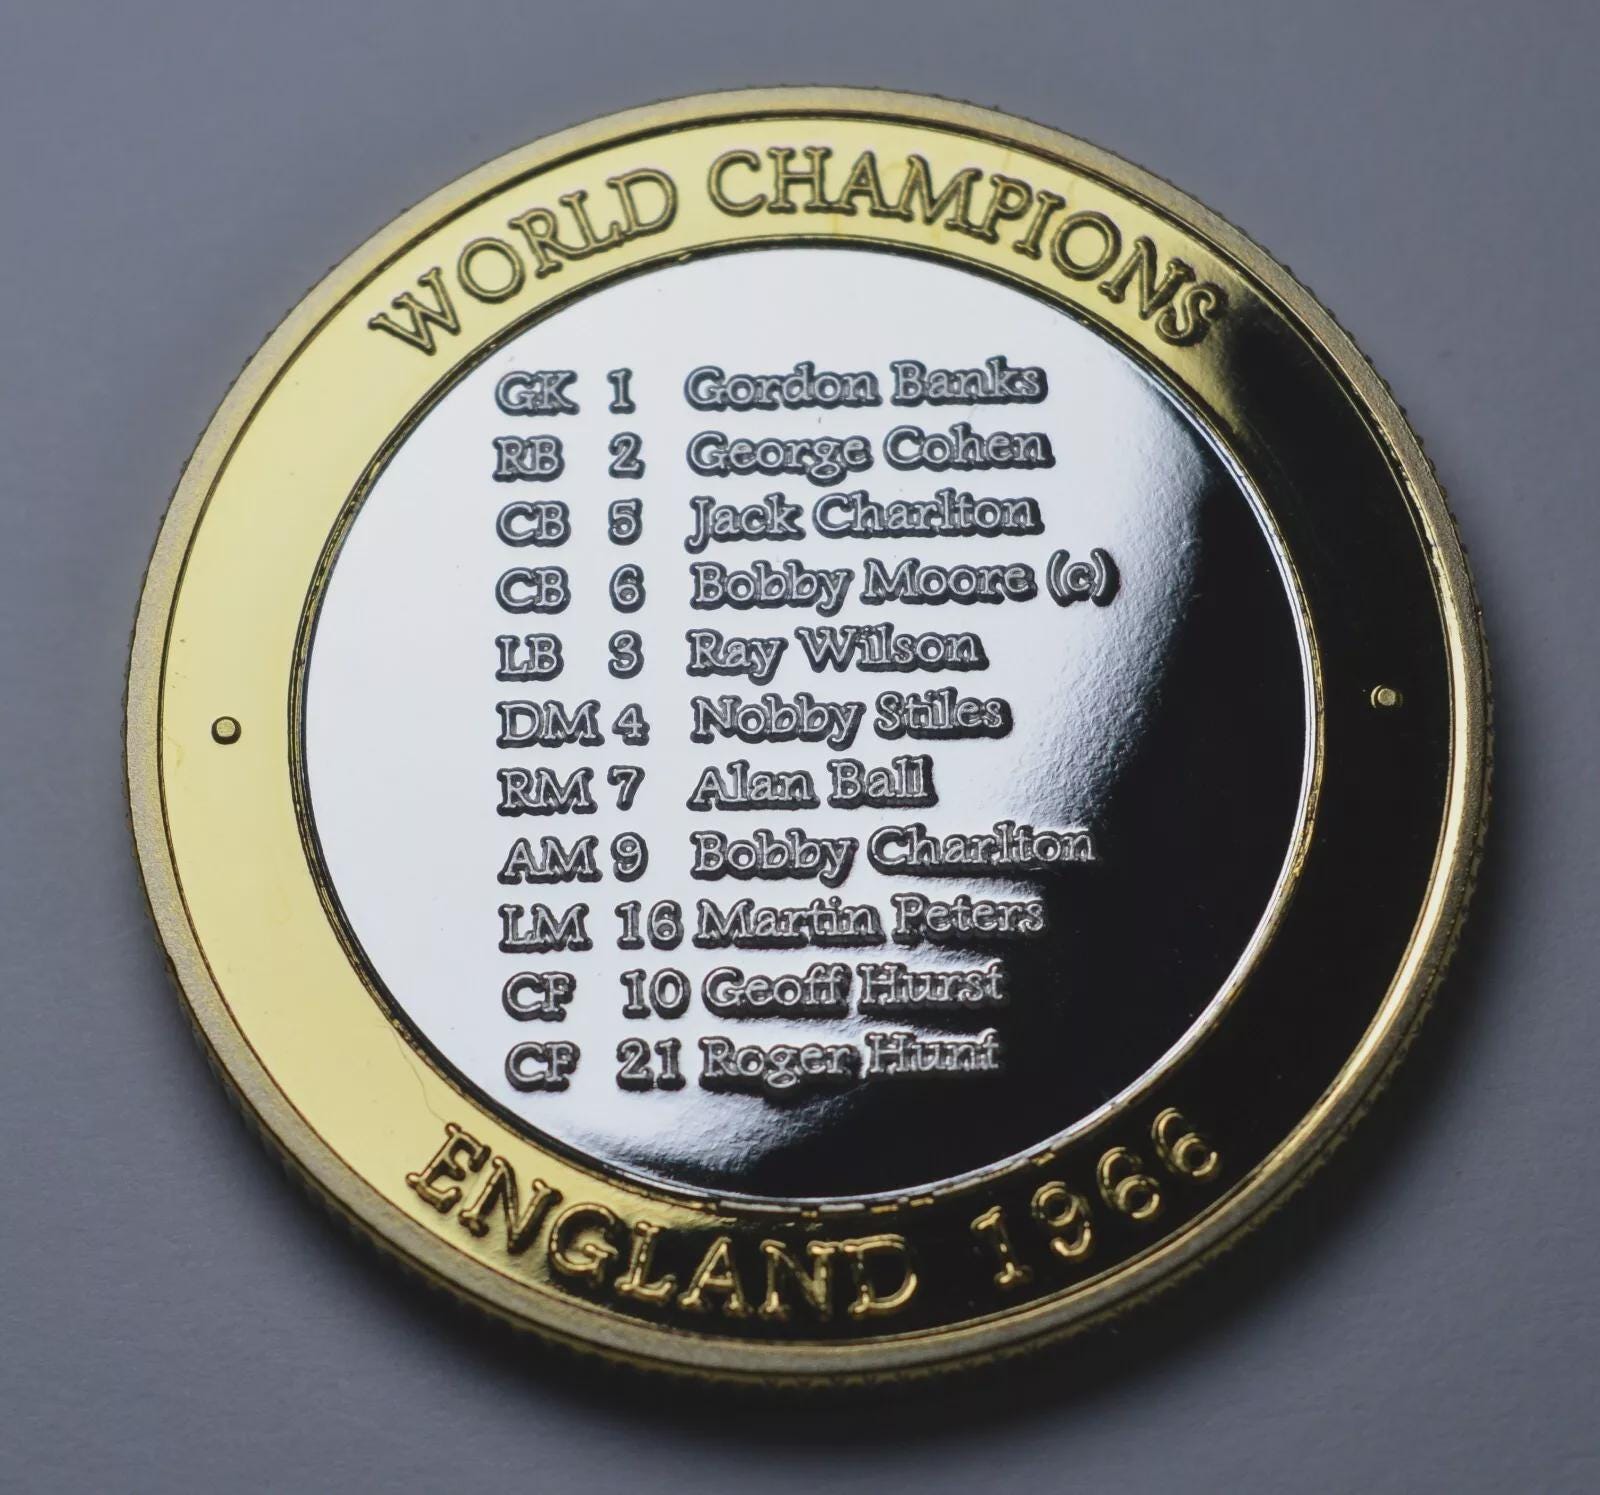 WORLD CHAMPIONS
GK 1 Gordon Banks
RB 2 George Cohen
CB 5 Jack Charlton
CB 6 Bobby Moore (c)
LB 3 Ray Wilson
DM 4 Nobby Stiles
RM 7 Alan Ball
AM 9 Bobby Charlton
LM 16 Martin Peters
CF 10 Geoff Hurst
CF 21 Roger Hunt
ENGLAND 1966